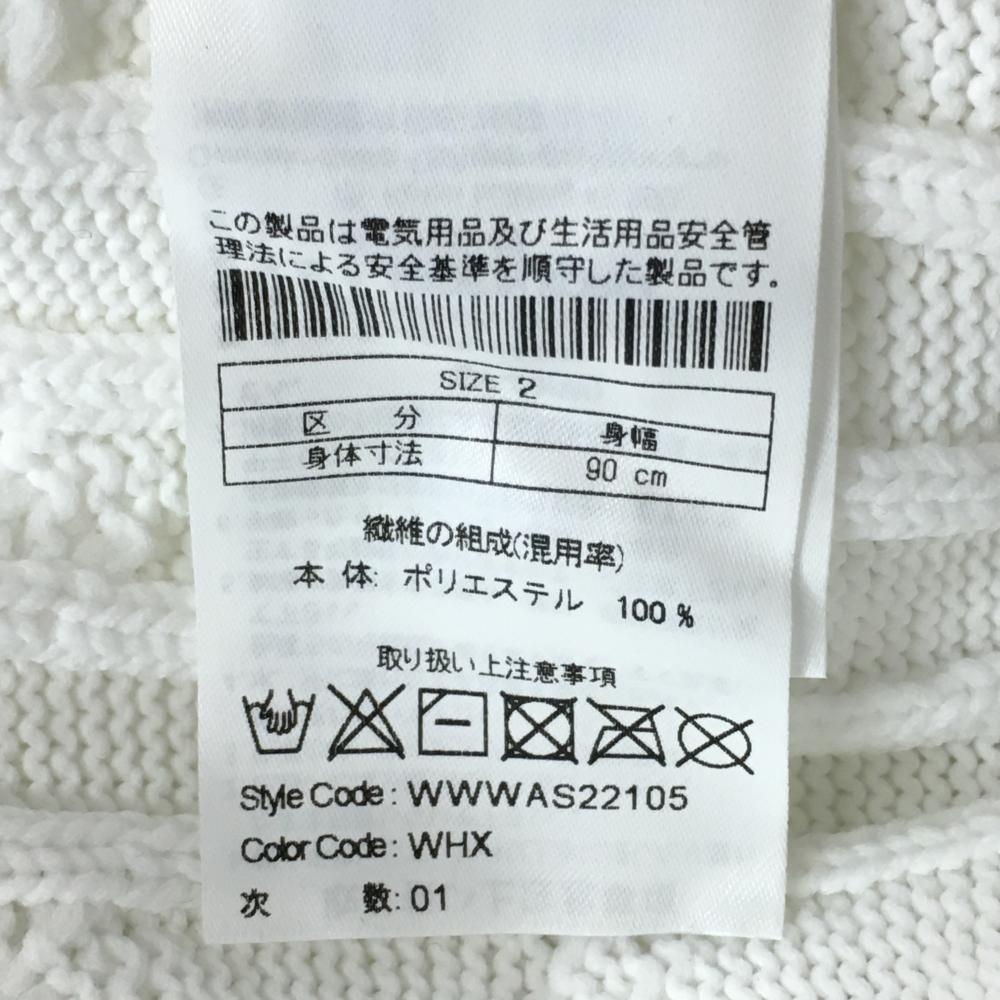 この製品は電気用品及び生活用品安全管
理法による安全基準を順守した製品です。
SIZE 2
区 分 身幅
身体寸法 90 cm
繊維の組成(混用率)
本 体: ポリエステル 100 %
取り扱い上注意事項
Style Code : WWWAS22105
Color Code : WHX
次 数: 01